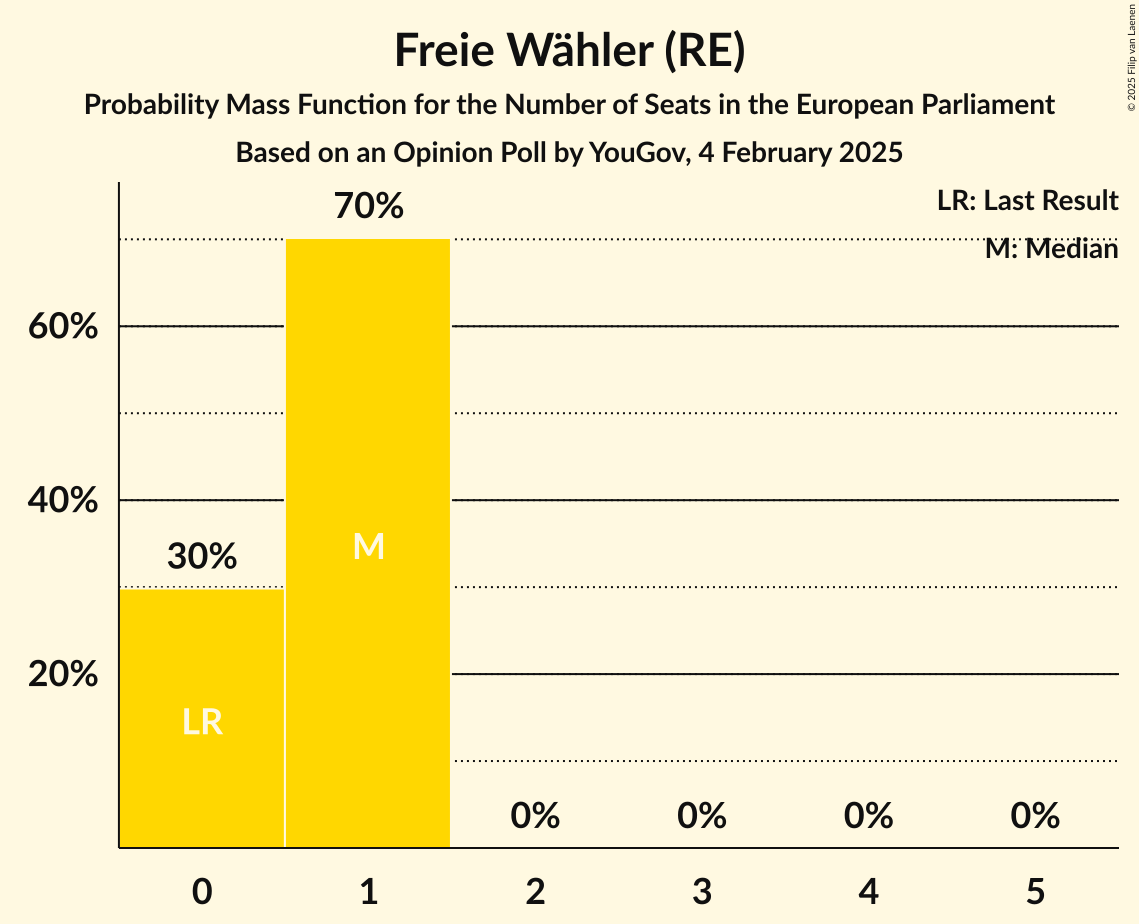 Freie Wähler (RE)
Probability Mass Function for the Number of Seats in the European Parliament
Based on an Opinion Poll by YouGov, 4 February 2025
© 2025 Filip van Laenen
LR: Last Result
M: Median
70%
60%
40%
30%
20%
M
LR
0%
0%
0%
0%
0
1
2
3
4
5